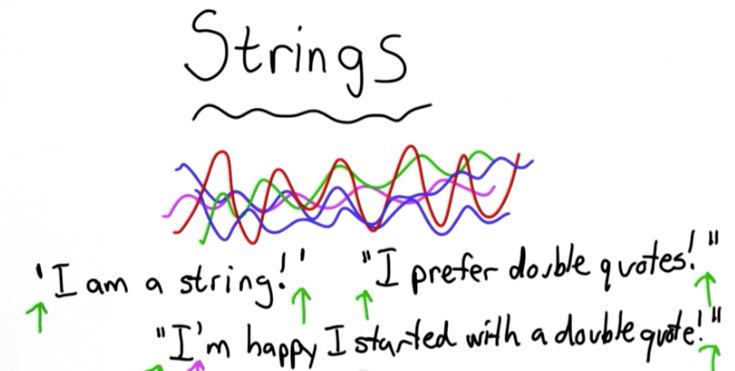 Strings
'I am a string!' "I prefer double quotes!"
"I'm happy I started with a double quote!"